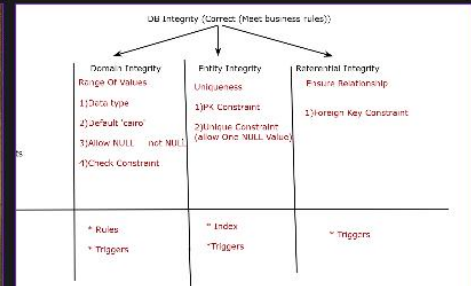 DB Integrity (Correct (Meet business rules))
Domain Integrity
Range Of Values
1)Data type
2)Default 'cairo'
3)Allow NULL not NULL
4)Check Constraint
Entity Integrity
Uniqueness
1)PK Constraint
2)Unique Constraint
(allow One NULL Value)
Referential Integrity
Ensure Relationship
1)Foreign Key Constraint
ts
* Rules
* Triggers
* Index
*Triggers
* Triggers